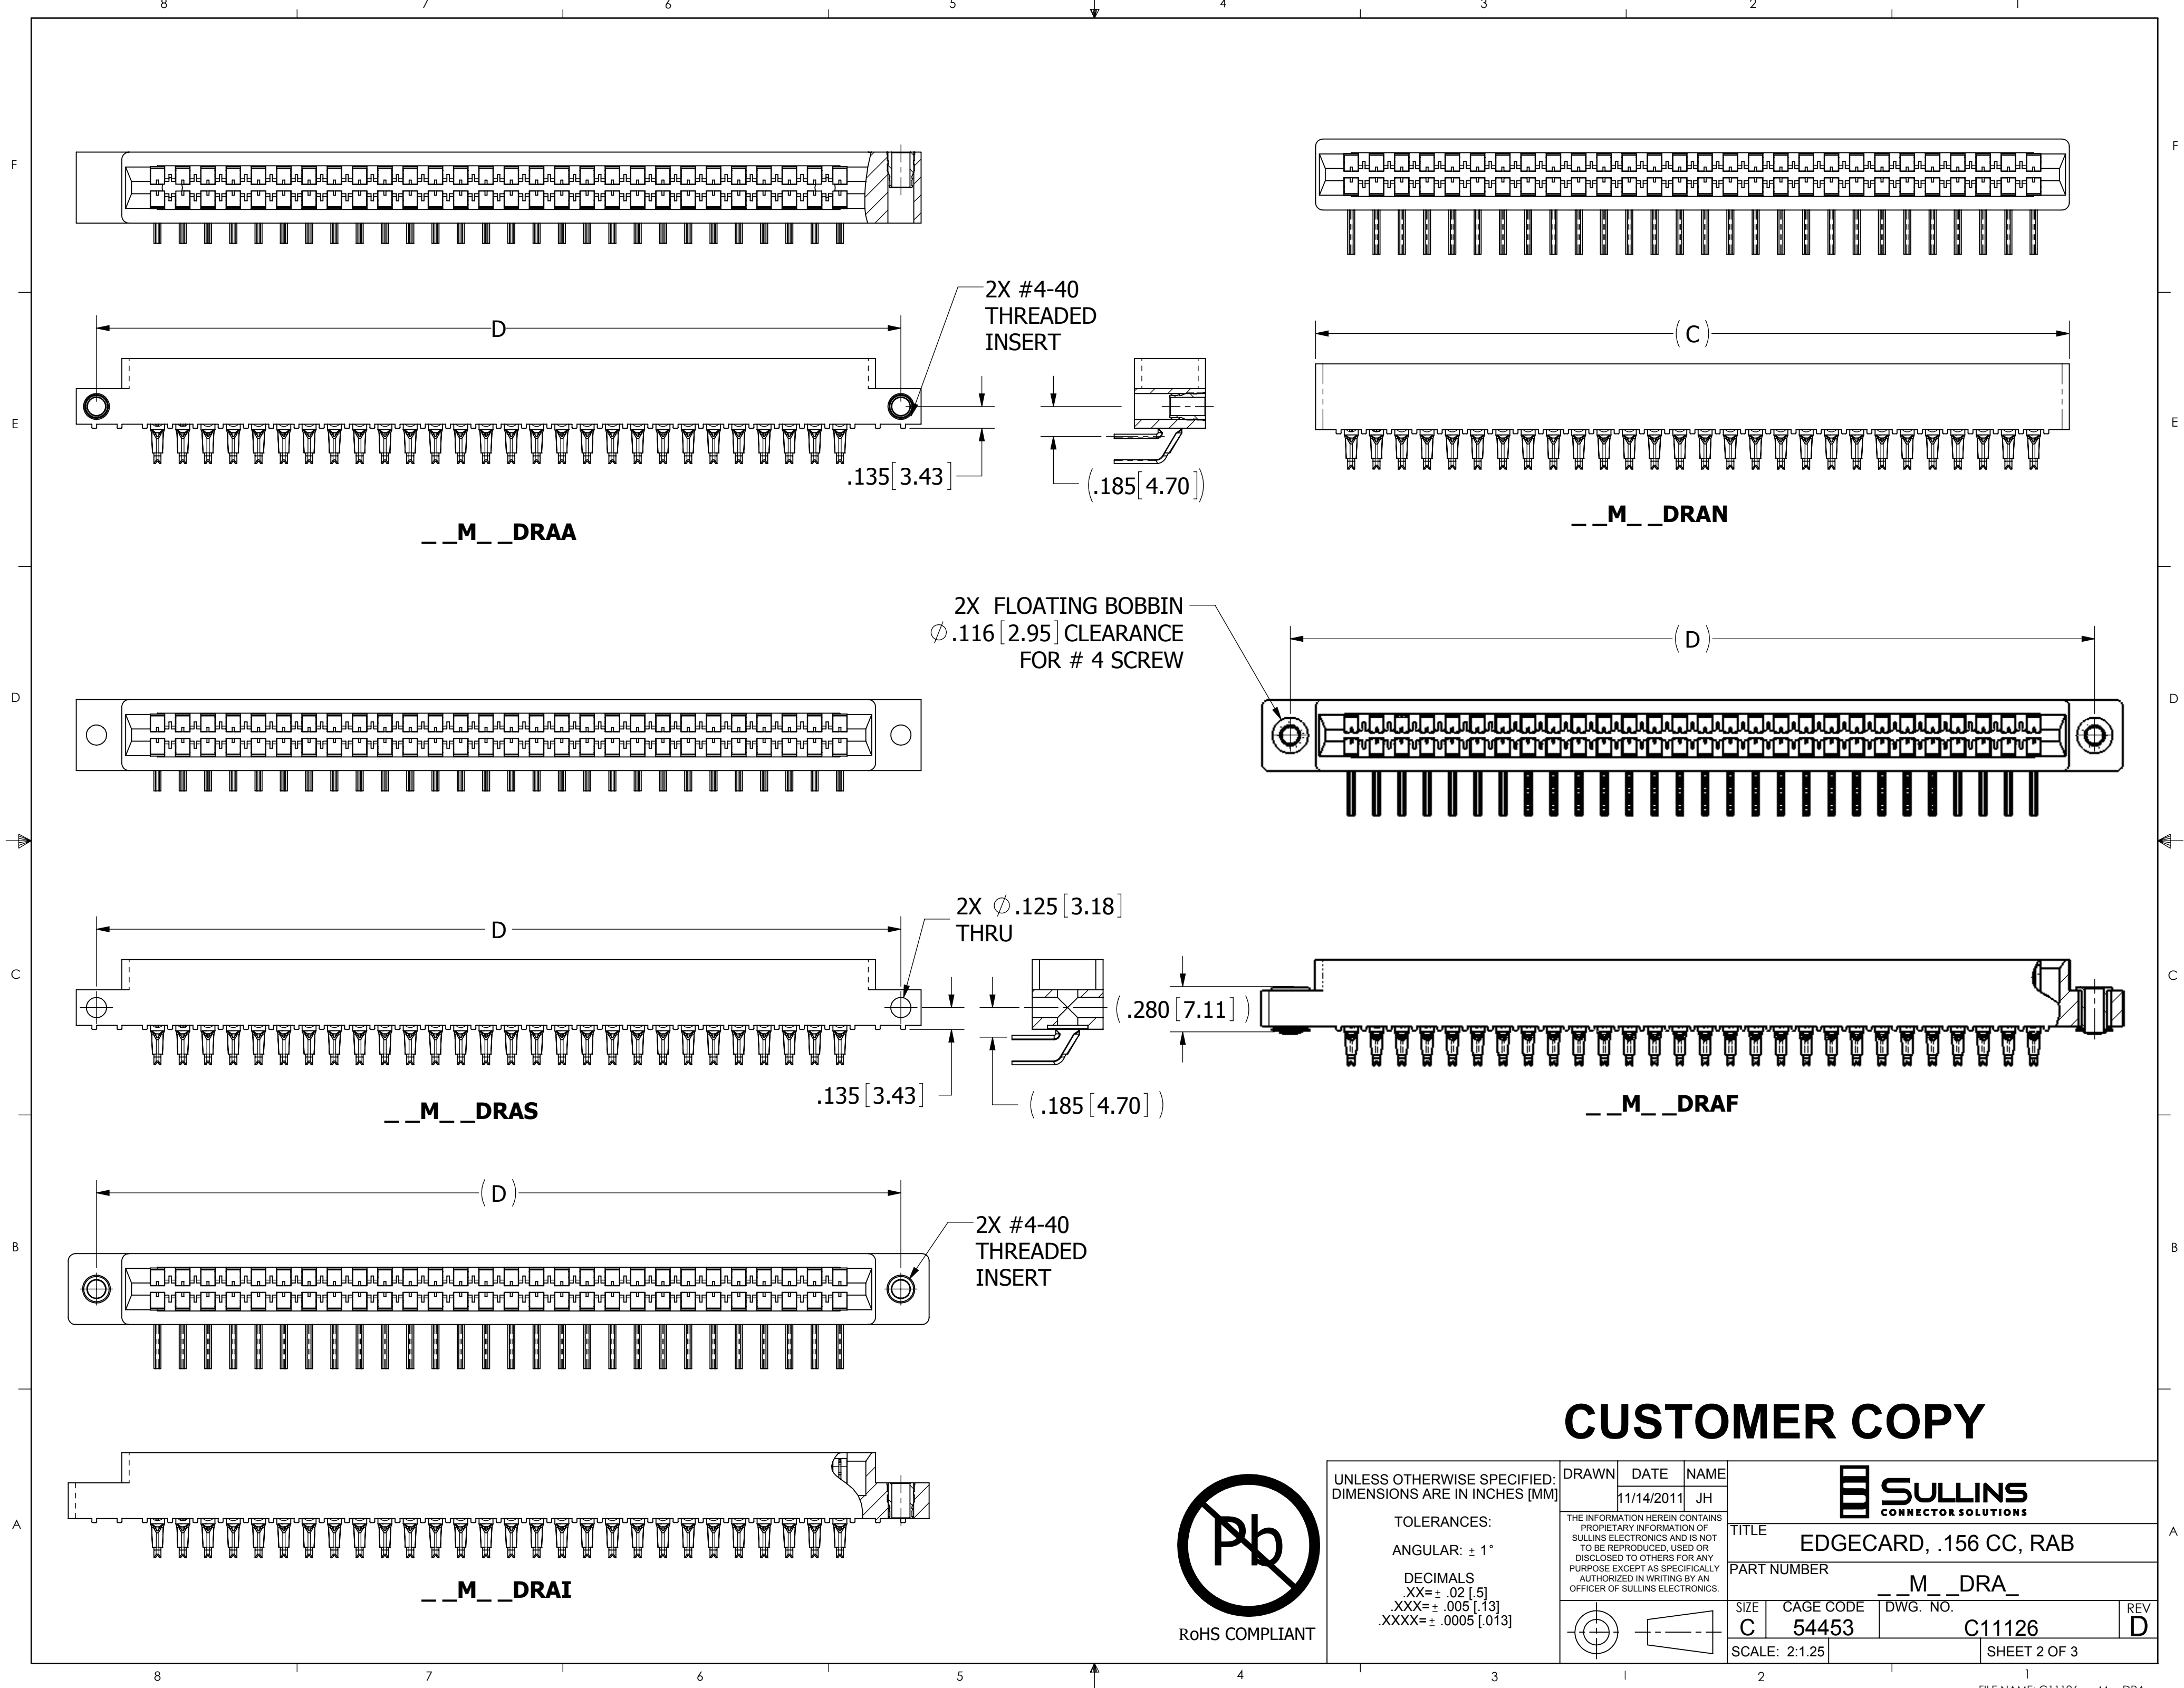 8 7 6 5 4 3 2 1
F F
2X #4-40
THREADED
INSERT
D
(C)
E E
.135[3.43]
(.185[4.70])
_ _M_ _DRAA
_ _M_ _DRAN
2X FLOATING BOBBIN
∅.116[2.95] CLEARANCE
FOR # 4 SCREW
(D)
D D
2X ∅.125[3.18]
THRU
D
C C
(.280[7.11])
.135[3.43]
(.185[4.70])
_ _M_ _DRAS
_ _M_ _DRAF
(D)
2X #4-40
THREADED
INSERT
B B
CUSTOMER COPY
A A
_ _M_ _DRAI
Pb
RoHS COMPLIANT
UNLESS OTHERWISE SPECIFIED:
DIMENSIONS ARE IN INCHES [MM]
TOLERANCES:
ANGULAR: ± 1°
DECIMALS
.XX=± .02 [.5]
.XXX=± .005 [.13]
.XXXX=± .0005 [.013]
DRAWN DATE NAME
11/14/2011 JH
THE INFORMATION HEREIN CONTAINS
PROPIETARY INFORMATION OF
SULLINS ELECTRONICS AND IS NOT
TO BE REPRODUCED, USED OR
DISCLOSED TO OTHERS FOR ANY
PURPOSE EXCEPT AS SPECIFICALLY
AUTHORIZED IN WRITING BY AN
OFFICER OF SULLINS ELECTRONICS.
SULLINS
CONNECTOR SOLUTIONS
TITLE
EDGECARD, .156 CC, RAB
PART NUMBER
_ _M_ _DRA_
SIZE CAGE CODE DWG. NO. REV
C 54453 C11126 D
SCALE: 2:1.25 SHEET 2 OF 3
8 7 6 5 4 3 2 1